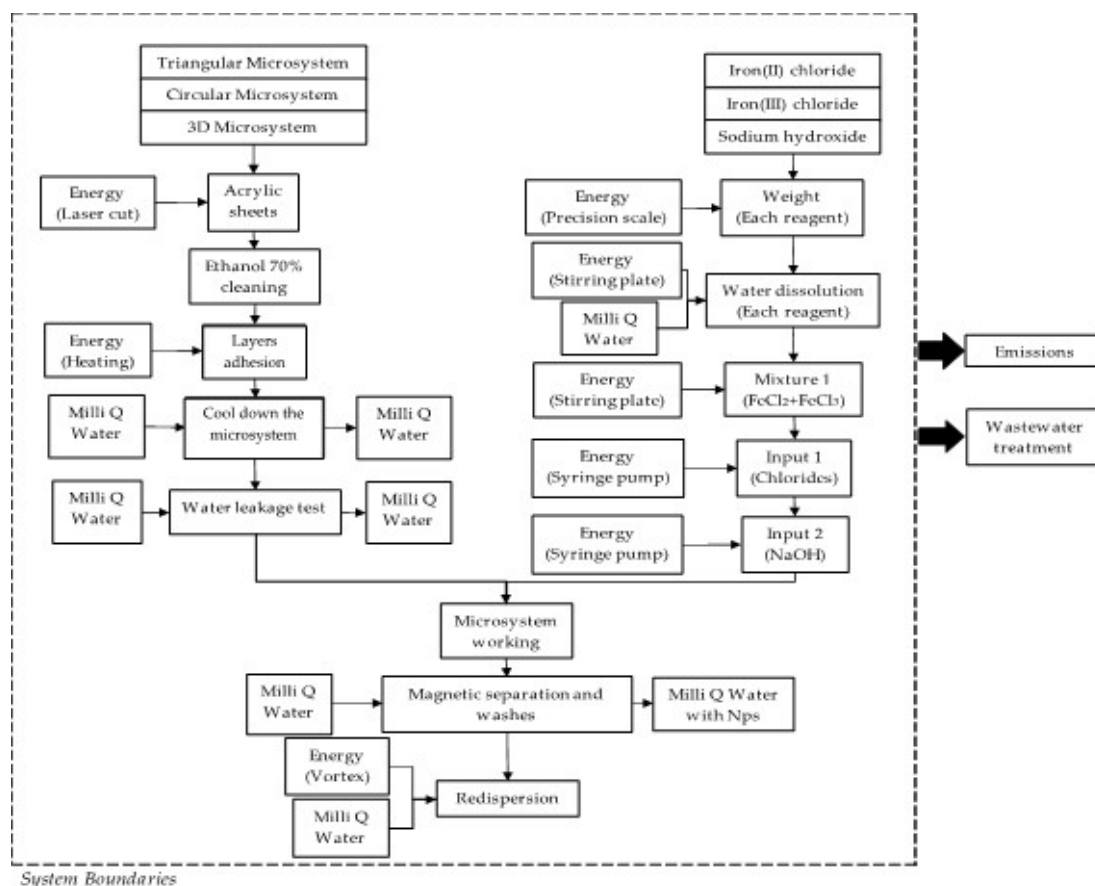 Triangular Microsystem
Circular Microsystem
3D Microsystem
Energy
(Laser cut)
Acrylic
sheets
Ethanol 70%
cleaning
Energy
(Heating)
Layers
adhesion
Milli Q
Water
Cool down the
microsystem
Milli Q
Water
Milli Q
Water
Water leakage test
Milli Q
Water
Iron(II) chloride
Iron(III) chloride
Sodium hydroxide
Energy
(Precision scale)
Weight
(Each reagent)
Energy
(Stirring plate)
Milli Q
Water
Water dissolution
(Each reagent)
Energy
(Stirring plate)
Mixture 1
(FeCl₂+FeCl₃)
Energy
(Syringe pump)
Input 1
(Chlorides)
Energy
(Syringe pump)
Input 2
(NaOH)
Microsystem
working
Milli Q
Water
Magnetic separation and
washes
Milli Q Water
with Nps
Energy
(Vortex)
Milli Q
Water
Redispersion
Emissions
Wastewater
treatment
System Boundaries